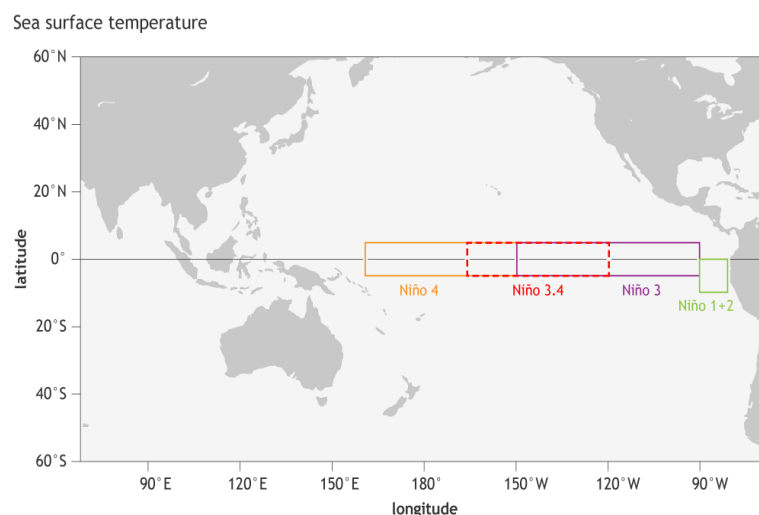 Sea surface temperature
60°N
40°N
20°N
0°
20°S
40°S
60°S
latitude
Niño 4
Niño 3.4
Niño 3
Niño 1+2
90°E
120°E
150°E
180°
150°W
120°W
90°W
longitude